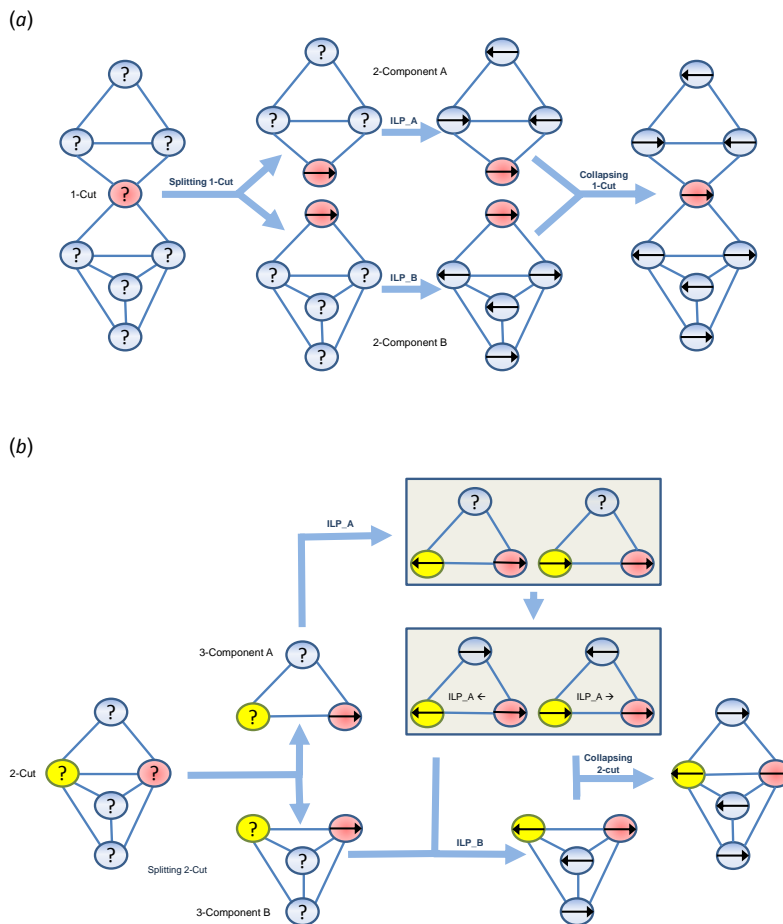 (a)
?
?
2-Component A
?
?
?
?
ILP_A
1-Cut
?
Splitting 1-Cut
Collapsing
1-Cut
?
?
?
?
ILP_B
?
?
?
?
2-Component B
(b)
ILP_A
?
?
3-Component A
?
ILP_A ←
ILP_A →
?
?
2-Cut
?
?
Collapsing
2-cut
?
?
?
ILP_B
?
Splitting 2-Cut
3-Component B
?